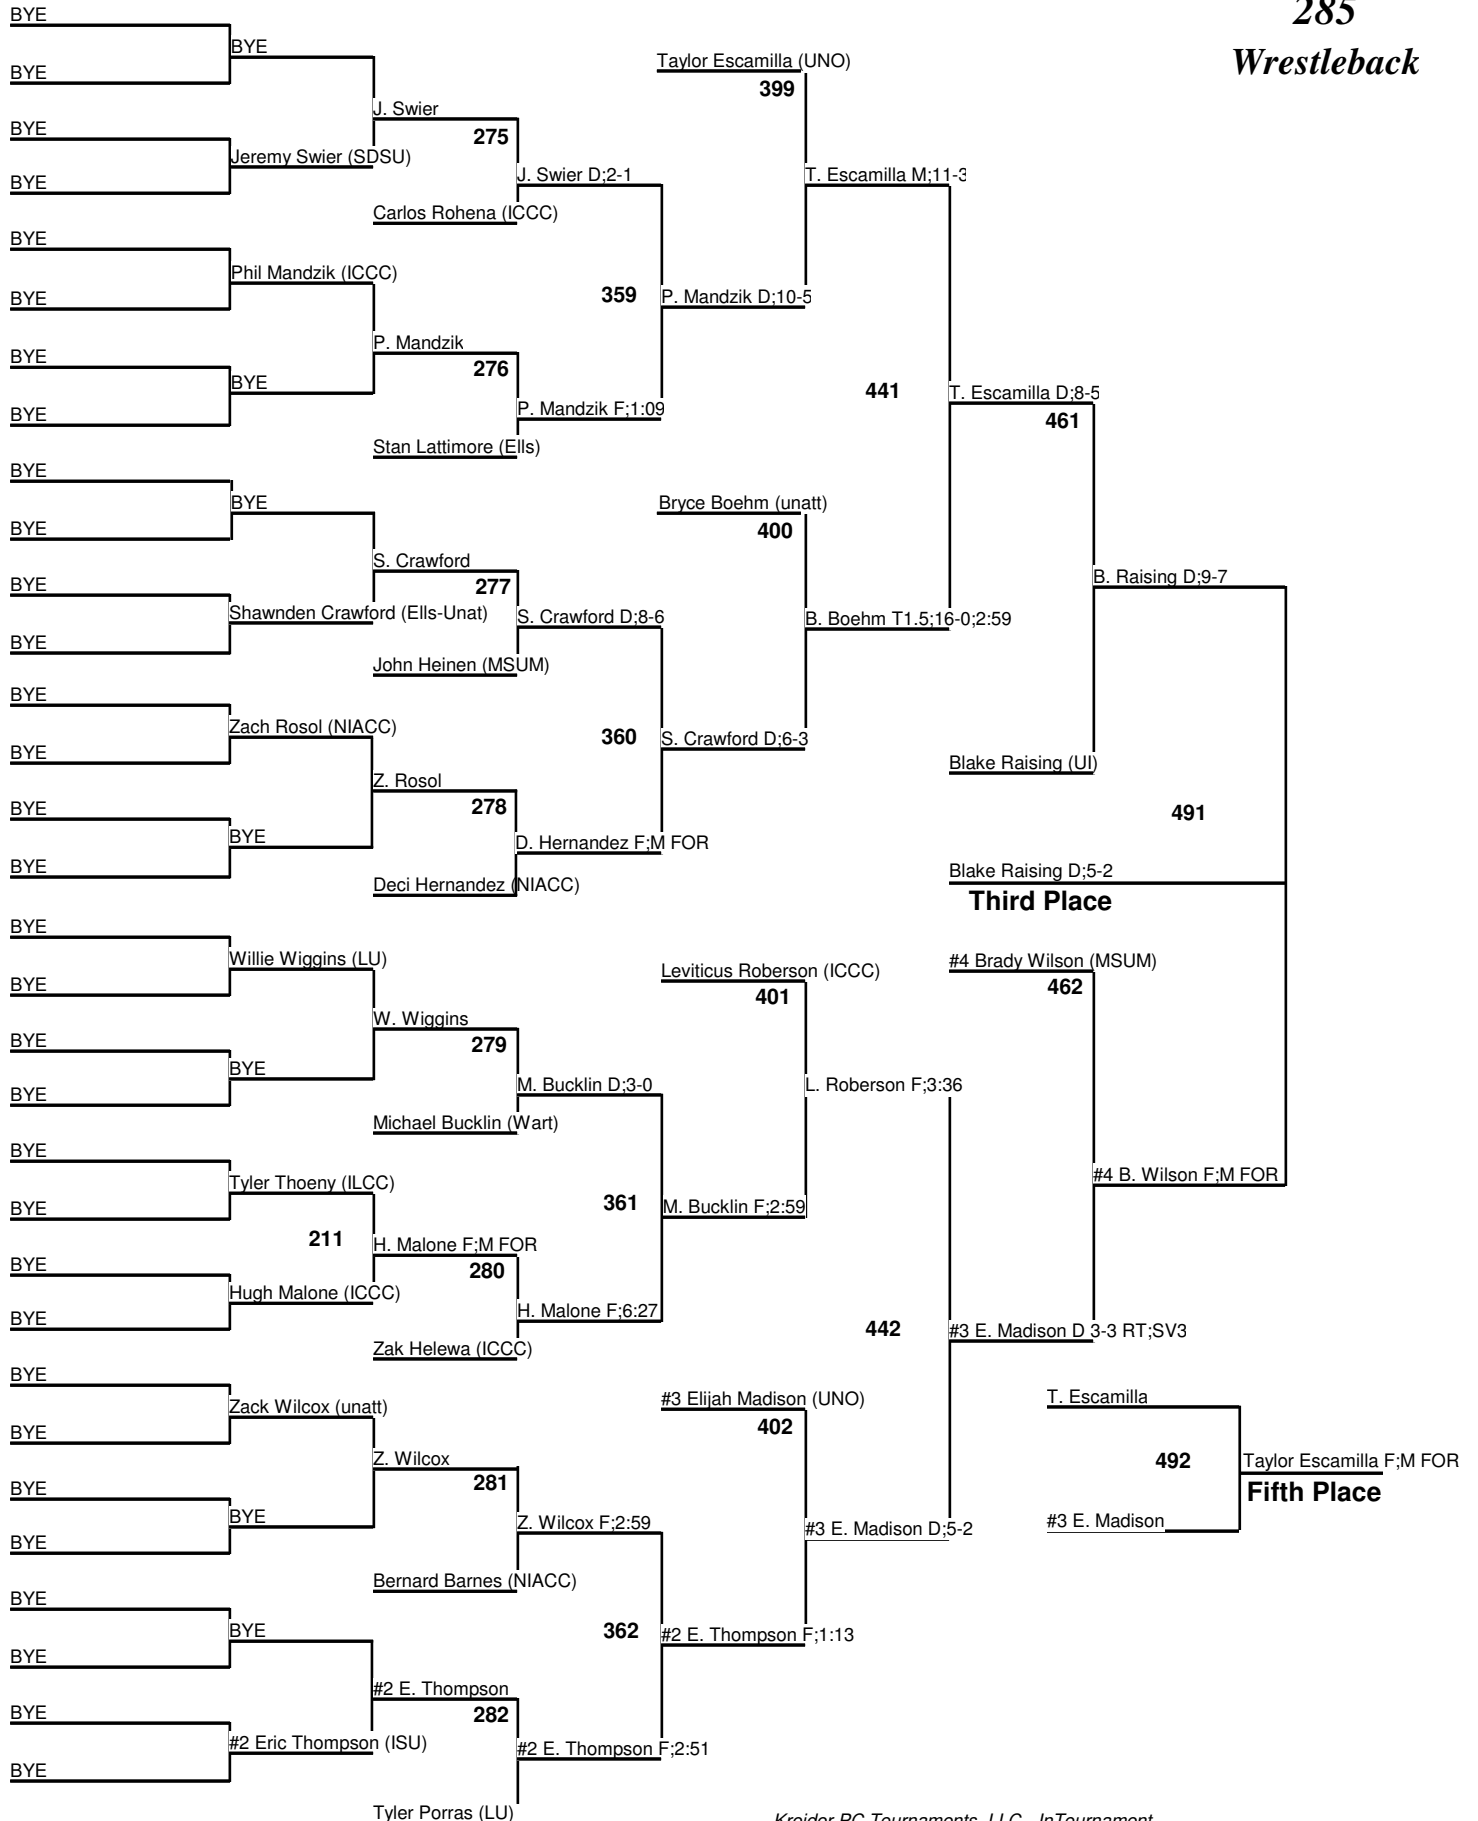 285
Wrestleback
BYE
BYE
BYE
Taylor Escamilla (UNO)
399
J. Swier
275
BYE
Jeremy Swier (SDSU)
BYE
J. Swier D;2-1
T. Escamilla M;11-3
Carlos Rohena (ICCC)
BYE
Phil Mandzik (ICCC)
BYE
359
P. Mandzik D;10-5
P. Mandzik
276
BYE
BYE
441
T. Escamilla D;8-5
461
BYE
P. Mandzik F;1:09
Stan Lattimore (Ells)
BYE
BYE
Bryce Boehm (unatt)
400
BYE
S. Crawford
277
BYE
B. Raising D;9-7
Shawnden Crawford (Ells-Unat)
S. Crawford D;8-6
B. Boehm T1.5;16-0;2:59
BYE
John Heinen (MSUM)
BYE
Zach Rosol (NIACC)
360
S. Crawford D;6-3
BYE
Blake Raising (UI)
Z. Rosol
278
BYE
491
BYE
D. Hernandez F;M FOR
BYE
Blake Raising D;5-2
Deci Hernandez (NIACC)
Third Place
BYE
Willie Wiggins (LU)
Leviticus Roberson (ICCC)
#4 Brady Wilson (MSUM)
BYE
401
462
W. Wiggins
279
BYE
BYE
M. Bucklin D;3-0
L. Roberson F;3:36
BYE
Michael Bucklin (Wart)
BYE
Tyler Thoeny (ILCC)
#4 B. Wilson F;M FOR
BYE
361
M. Bucklin F;2:59
211
H. Malone F;M FOR
280
BYE
Hugh Malone (ICCC)
H. Malone F;6:27
BYE
442
#3 E. Madison D 3-3 RT;SV3
Zak Helewa (ICCC)
BYE
Zack Wilcox (unatt)
#3 Elijah Madison (UNO)
T. Escamilla
BYE
402
Z. Wilcox
281
492
Taylor Escamilla F;M FOR
Fifth Place
BYE
BYE
Z. Wilcox F;2:59
#3 E. Madison D;5-2
#3 E. Madison
BYE
Bernard Barnes (NIACC)
BYE
BYE
362
#2 E. Thompson F;1:13
BYE
#2 E. Thompson
282
BYE
#2 Eric Thompson (ISU)
#2 E. Thompson F;2:51
BYE
Tyler Porras (LU)
Kreider PC Tournaments, LLC - InTournament